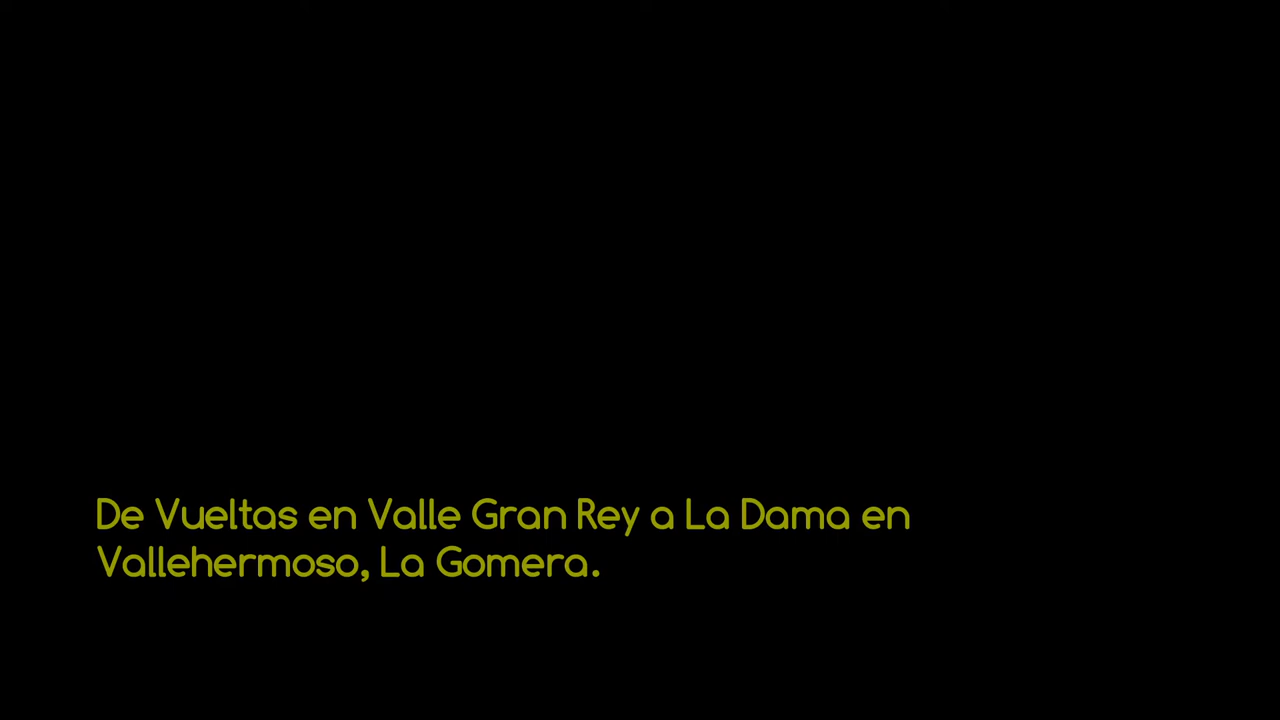 De Vueltas en Valle Gran Rey a La Dama en
Vallehermoso, La Gomera.